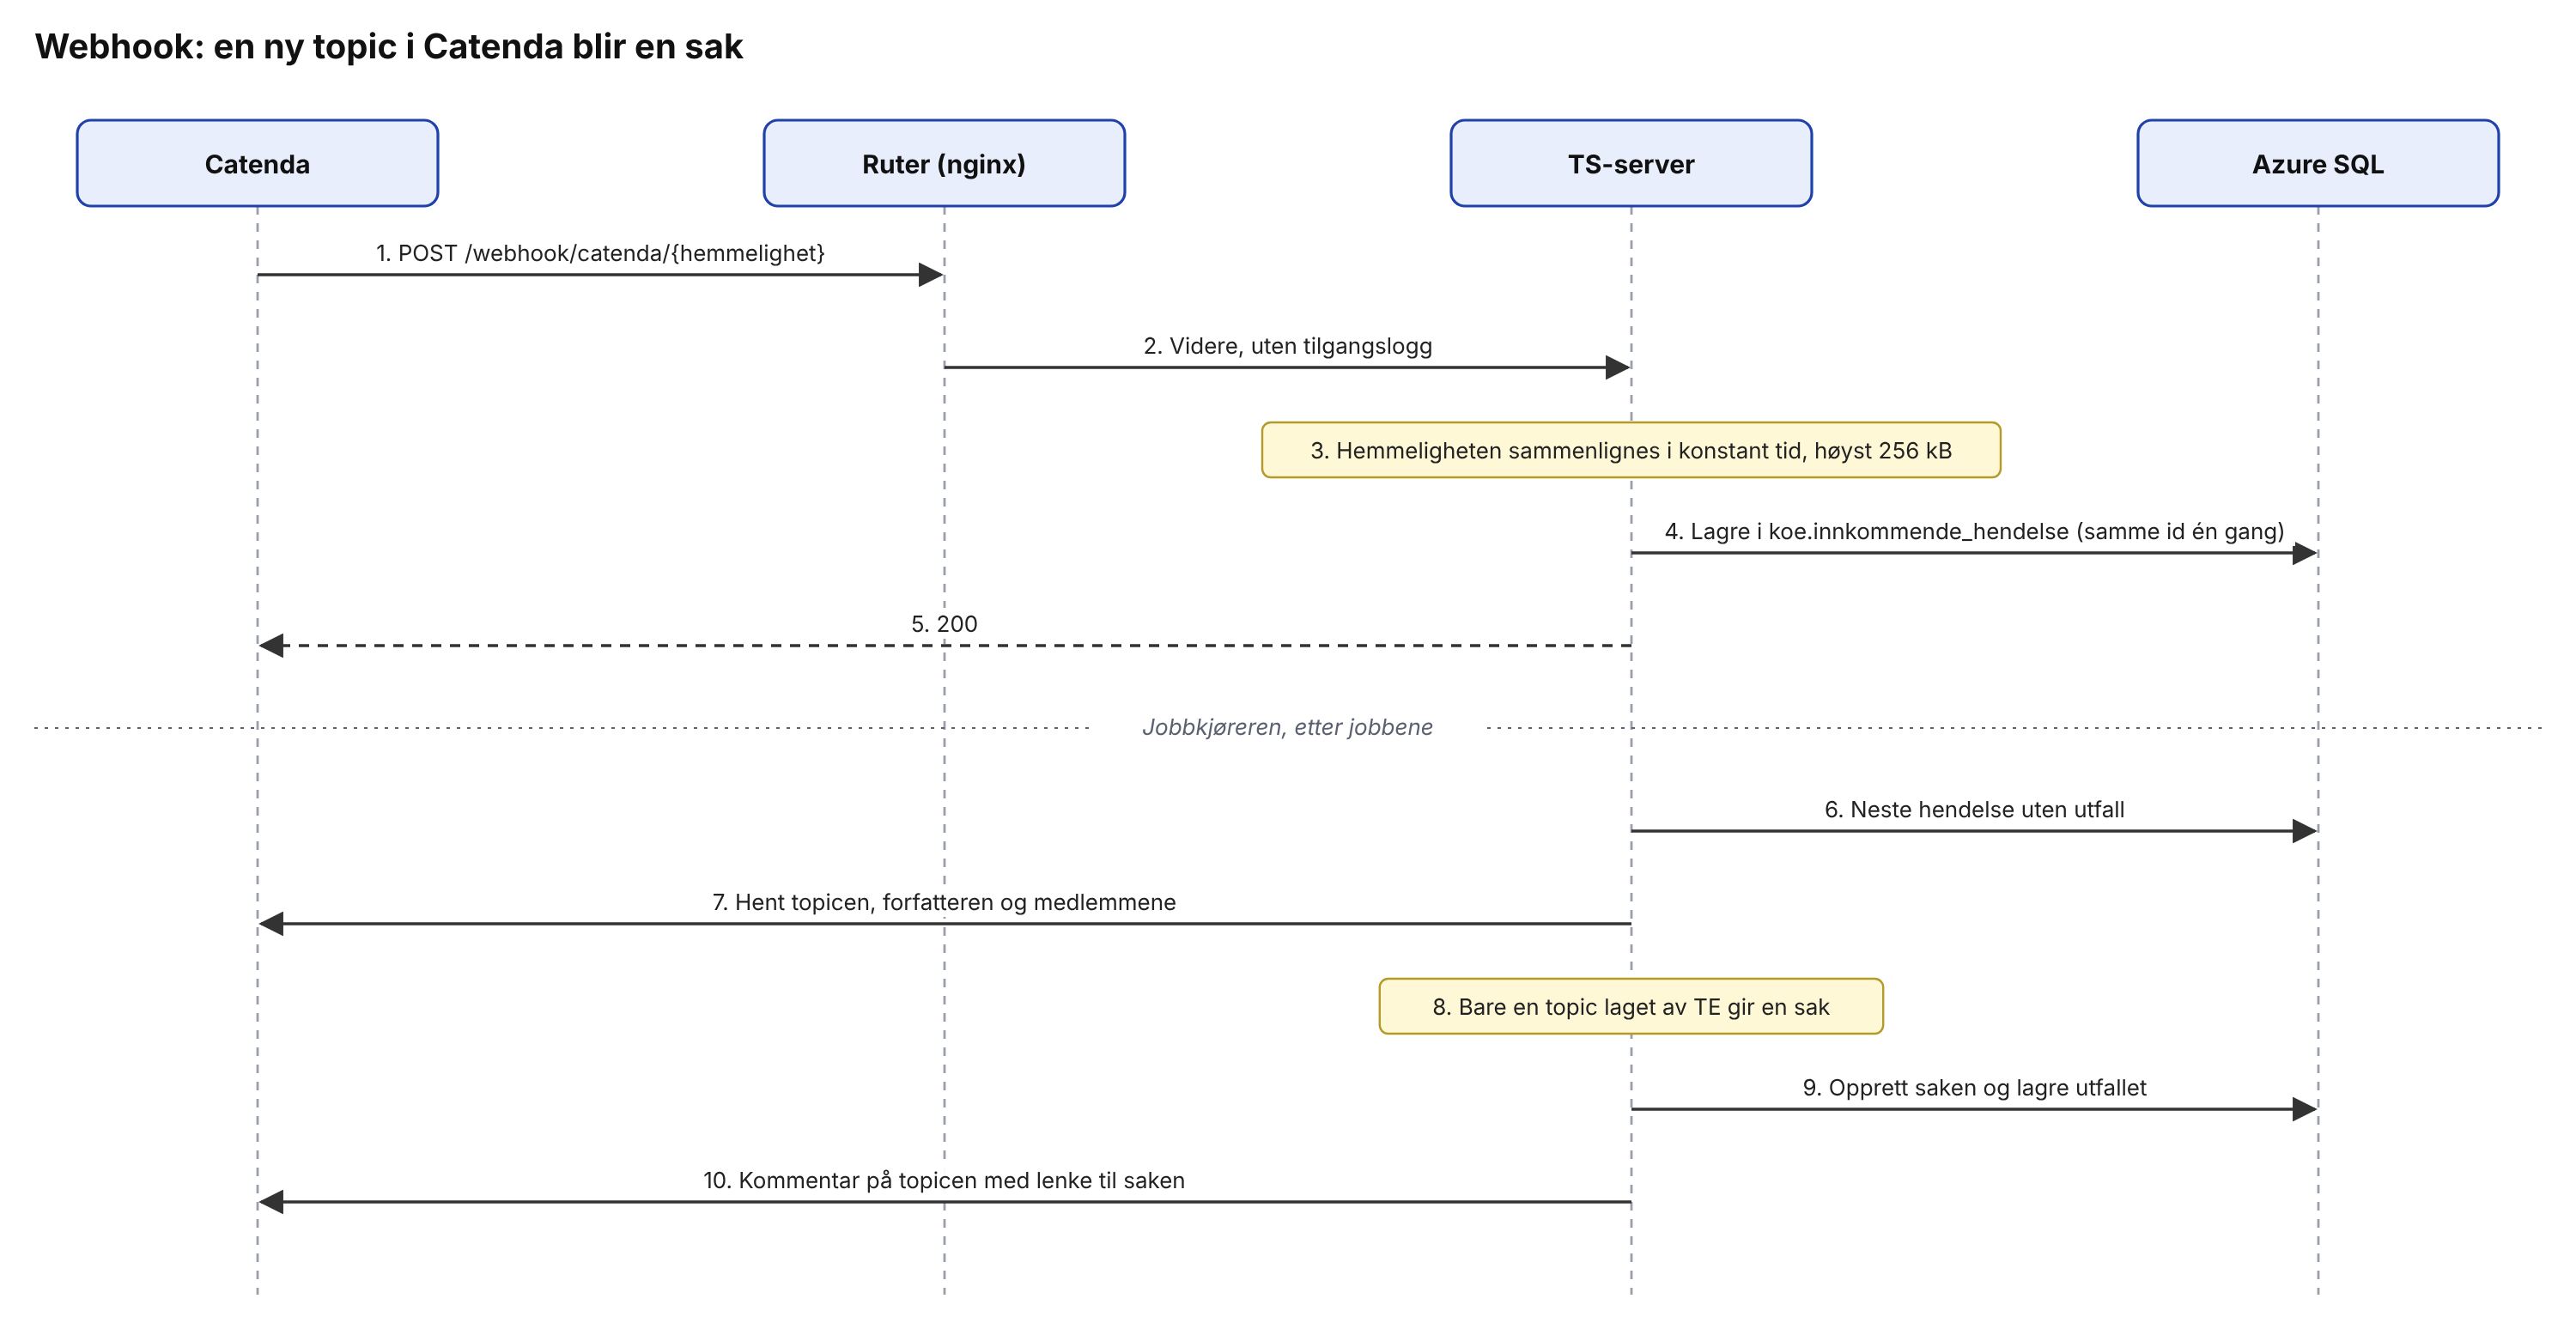 Webhook: en ny topic i Catenda blir en sak
Catenda
Ruter (nginx)
TS-server
Azure SQL
1. POST /webhook/catenda/{hemmelighet}
2. Videre, uten tilgangslogg
3. Hemmeligheten sammenlignes i konstant tid, høyst 256 kB
4. Lagre i koe.innkommende_hendelse (samme id én gang)
5. 200
Jobbkjøreren, etter jobbene
6. Neste hendelse uten utfall
7. Hent topicen, forfatteren og medlemmene
8. Bare en topic laget av TE gir en sak
9. Opprett saken og lagre utfallet
10. Kommentar på topicen med lenke til saken